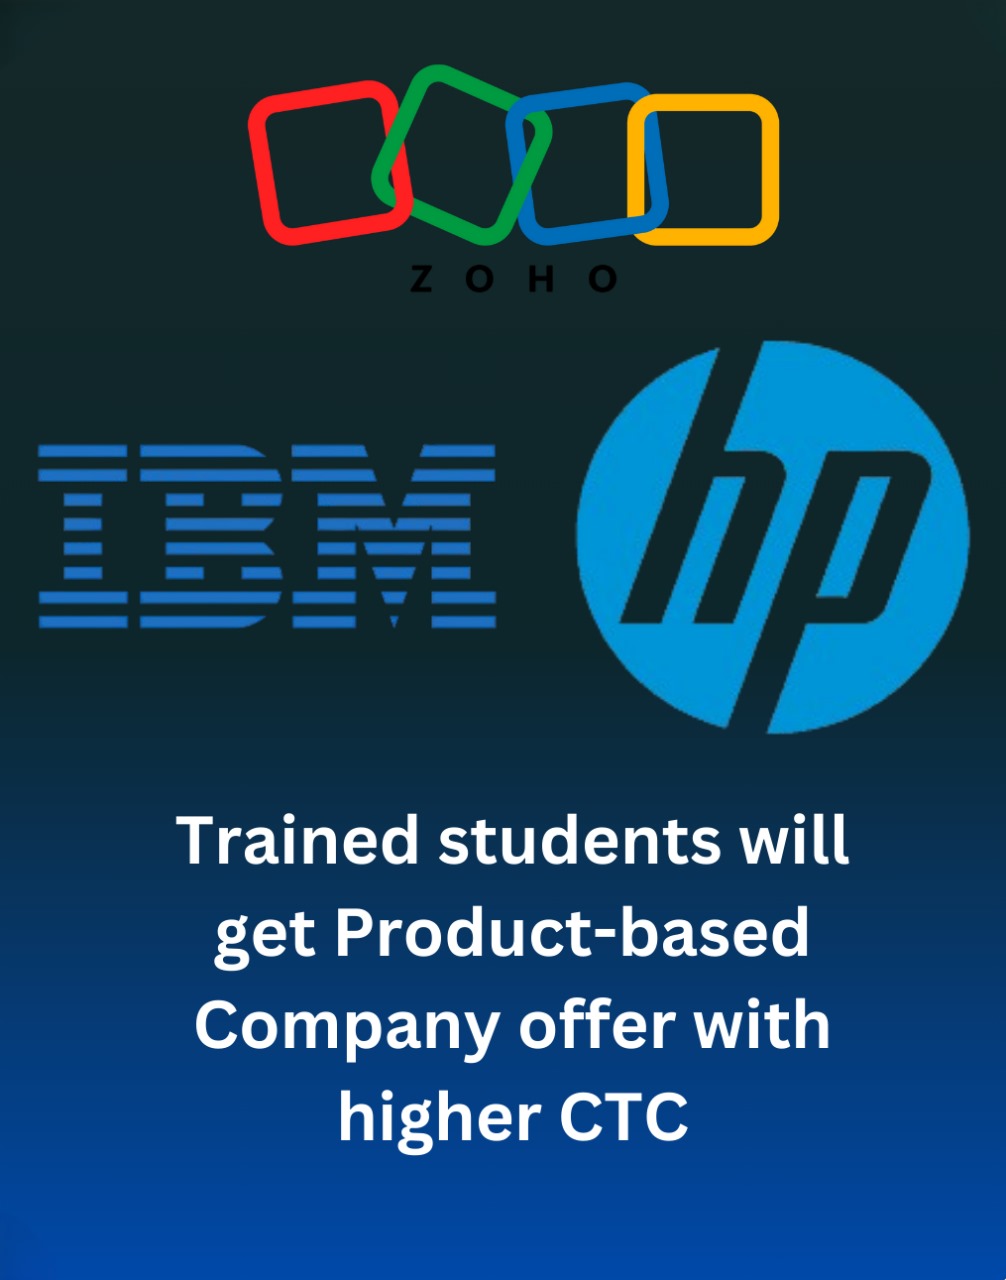 ZOHO
IBM
hp
Trained students will
get Product-based
Company offer with
higher CTC